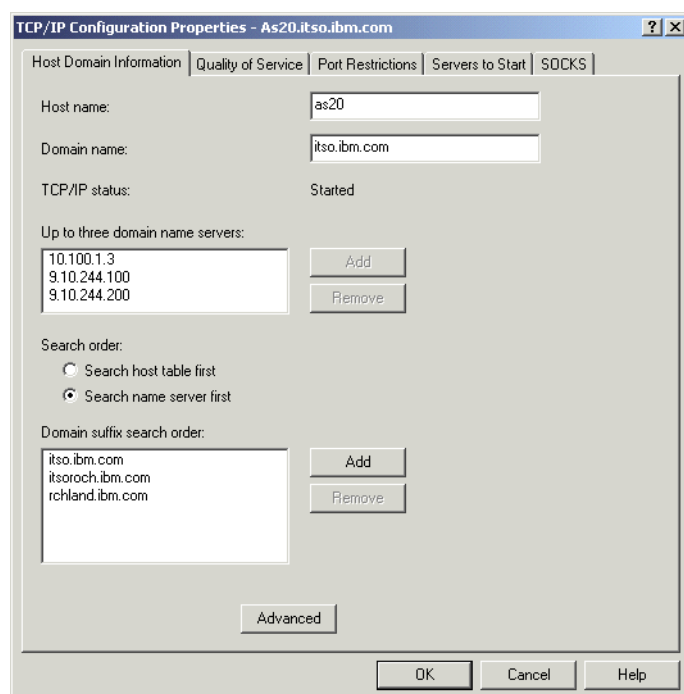 TCP/IP Configuration Properties - As20.itso.ibm.com
Host Domain Information Quality of Service Port Restrictions Servers to Start SOCKS
Host name: as20
Domain name: itso.ibm.com
TCP/IP status: Started
Up to three domain name servers:
10.100.1.3
9.10.244.100
9.10.244.200
Add
Remove
Search order:
Search host table first
Search name server first
Domain suffix search order:
itso.ibm.com
itsoroch.ibm.com
rchland.ibm.com
Add
Remove
Advanced
OK Cancel Help